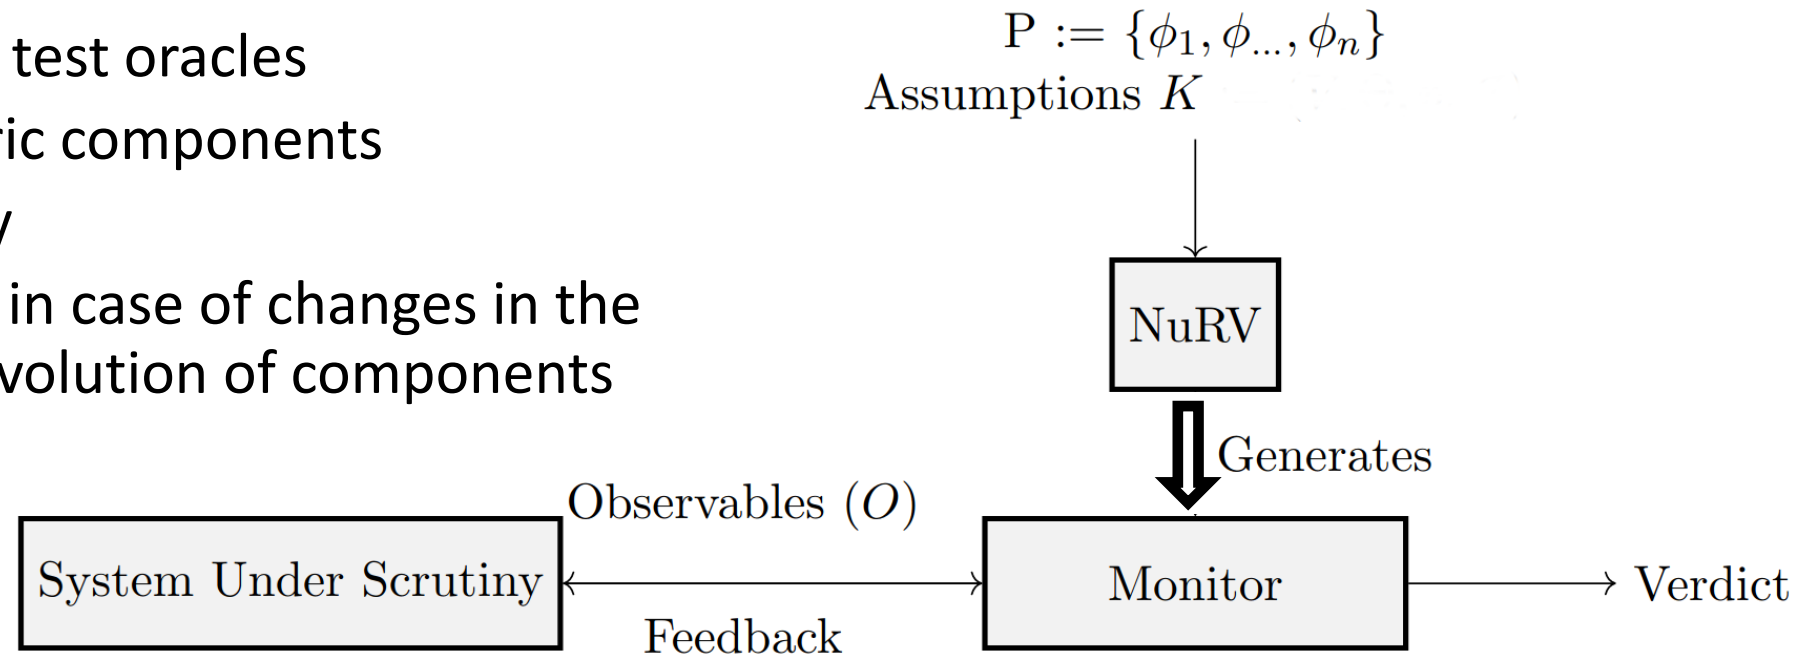 test oracles
ric components
y
in case of changes in the
volution of components
P := {ϕ₁, ϕ..., ϕₙ}
Assumptions K
NuRV
Generates
Observables (O)
System Under Scrutiny
Monitor
Verdict
Feedback